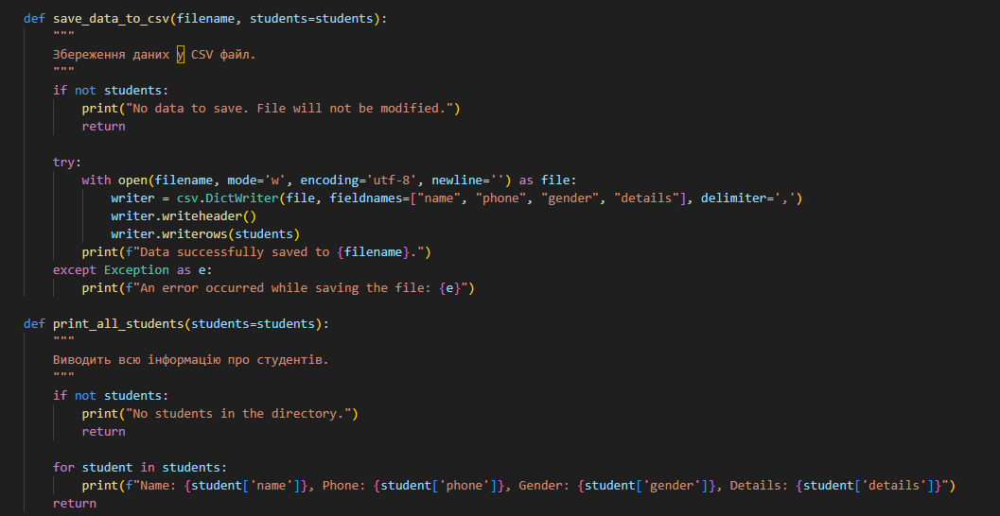 def save_data_to_csv(filename, students=students):
    """
    Збереження даних у CSV файл.
    """
    if not students:
        print("No data to save. File will not be modified.")
        return

    try:
        with open(filename, mode='w', encoding='utf-8', newline='') as file:
            writer = csv.DictWriter(file, fieldnames=["name", "phone", "gender", "details"], delimiter=',')
            writer.writeheader()
            writer.writerows(students)
        print(f"Data successfully saved to {filename}.")
    except Exception as e:
        print(f"An error occurred while saving the file: {e}")

def print_all_students(students=students):
    """
    Виводить всю інформацію про студентів.
    """
    if not students:
        print("No students in the directory.")
        return

    for student in students:
        print(f"Name: {student['name']}, Phone: {student['phone']}, Gender: {student['gender']}, Details: {student['details']}")
    return